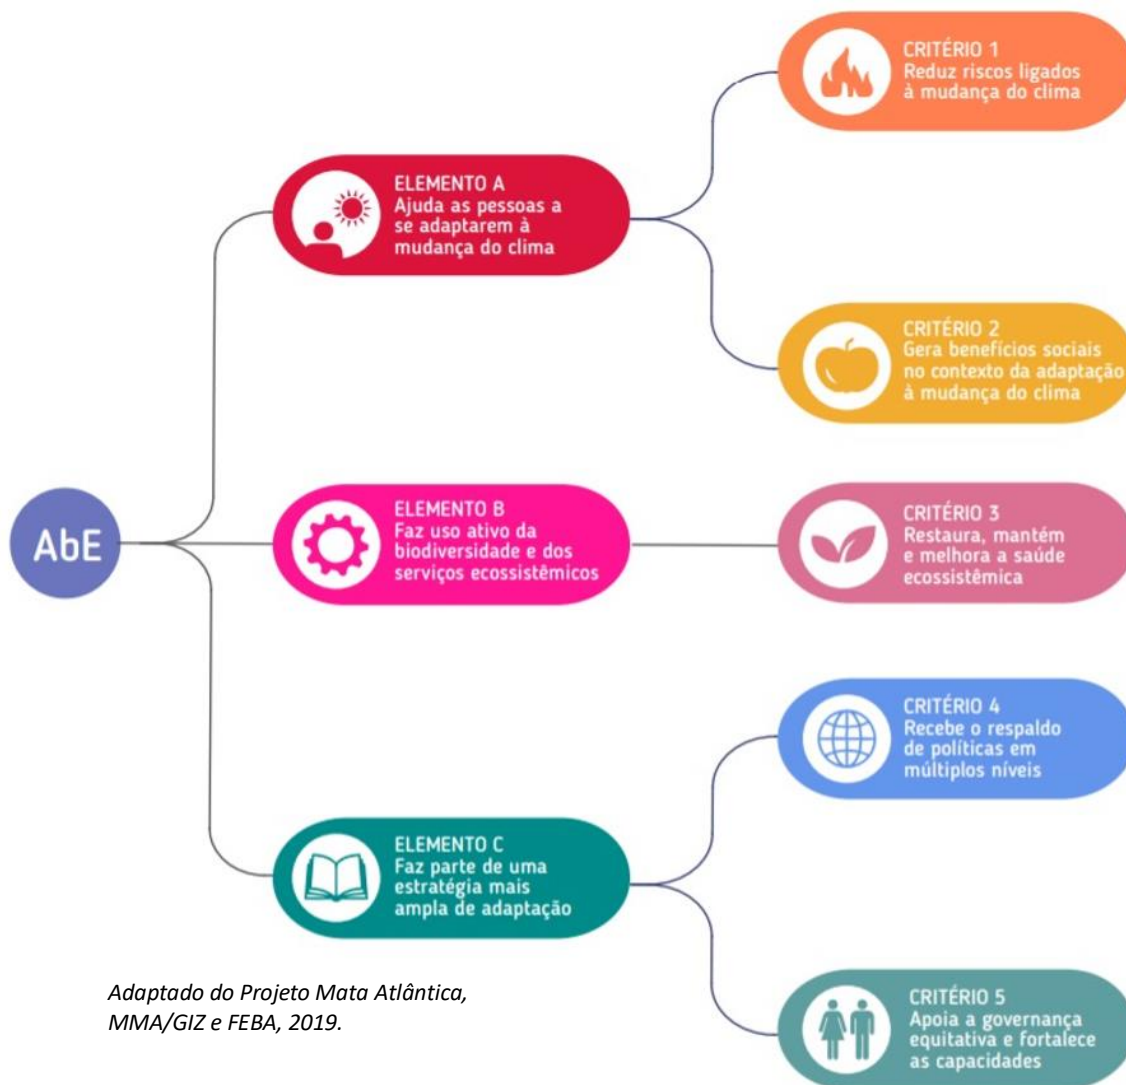 AbE
ELEMENTO A
Ajuda as pessoas a
se adaptarem à
mudança do clima
CRITÉRIO 1
Reduz riscos ligados
à mudança do clima
CRITÉRIO 2
Gera benefícios sociais
no contexto da adaptação
à mudança do clima
ELEMENTO B
Faz uso ativo da
biodiversidade e dos
serviços ecossistêmicos
CRITÉRIO 3
Restaura, mantém
e melhora a saúde
ecossistêmica
ELEMENTO C
Faz parte de uma
estratégia mais
ampla de adaptação
CRITÉRIO 4
Recebe o respaldo
de políticas em
múltiplos níveis
CRITÉRIO 5
Apoia a governança
equitativa e fortalece
as capacidades
Adaptado do Projeto Mata Atlântica,
MMA/GIZ e FEBA, 2019.